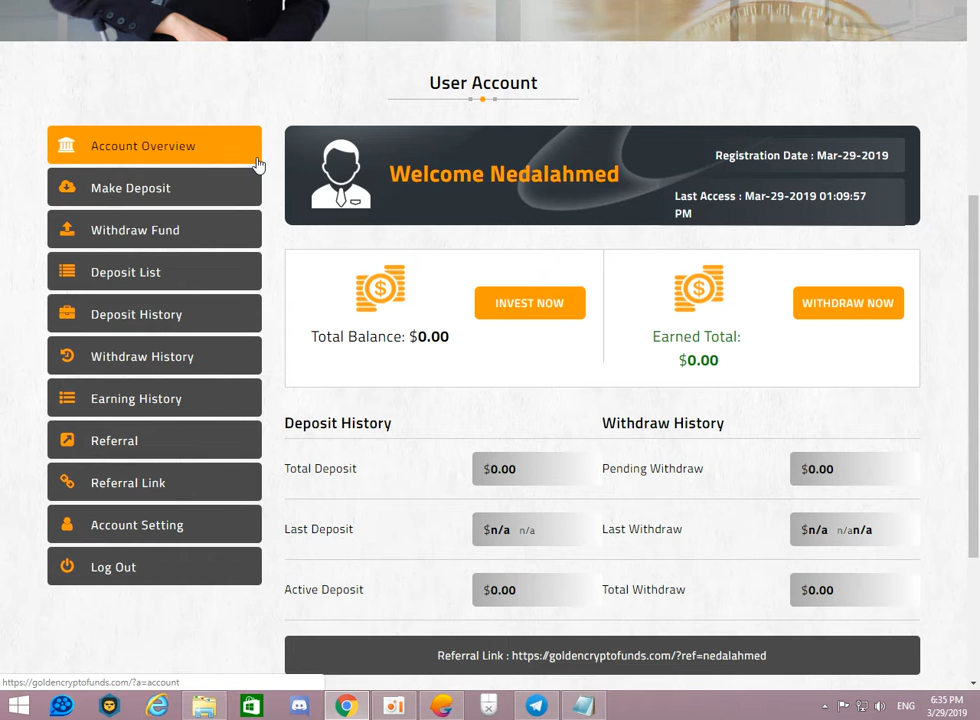 User Account
Account Overview
Make Deposit
Withdraw Fund
Deposit List
Deposit History
Withdraw History
Earning History
Referral
Referral Link
Account Setting
Log Out
Welcome Nedalahmed
Registration Date : Mar-29-2019
Last Access : Mar-29-2019 01:09:57
PM
INVEST NOW
Total Balance: $0.00
WITHDRAW NOW
Earned Total:
$0.00
Deposit History
Total Deposit $0.00
Last Deposit $n/a n/a
Active Deposit $0.00
Withdraw History
Pending Withdraw $0.00
Last Withdraw $n/a n/an/a
Total Withdraw $0.00
Referral Link : https://goldencryptofunds.com/?ref=nedalahmed
https://goldencryptofunds.com/?a=account
ENG
6:35 PM
3/29/2019